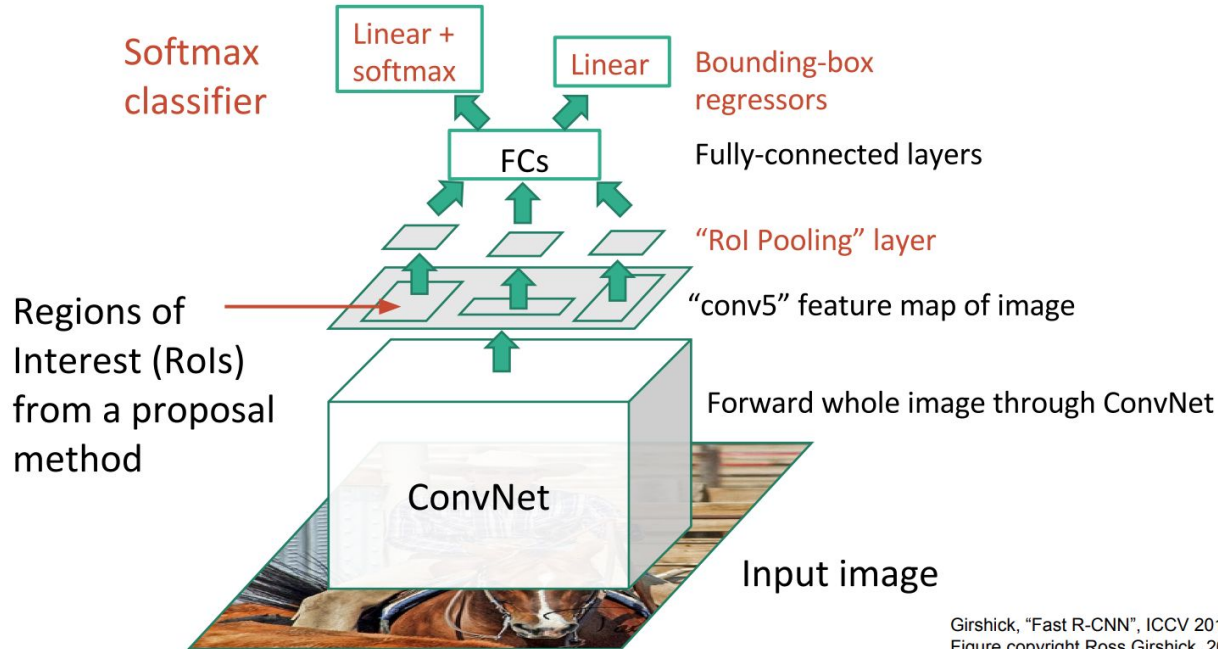 Softmax
classifier
Linear +
softmax
Linear
Bounding-box
regressors
FCs
Fully-connected layers
“RoI Pooling” layer
Regions of
Interest (RoIs)
from a proposal
method
“conv5” feature map of image
Forward whole image through ConvNet
ConvNet
Input image
Girshick, “Fast R-CNN”, ICCV
Figure copyright Ross Girshick,